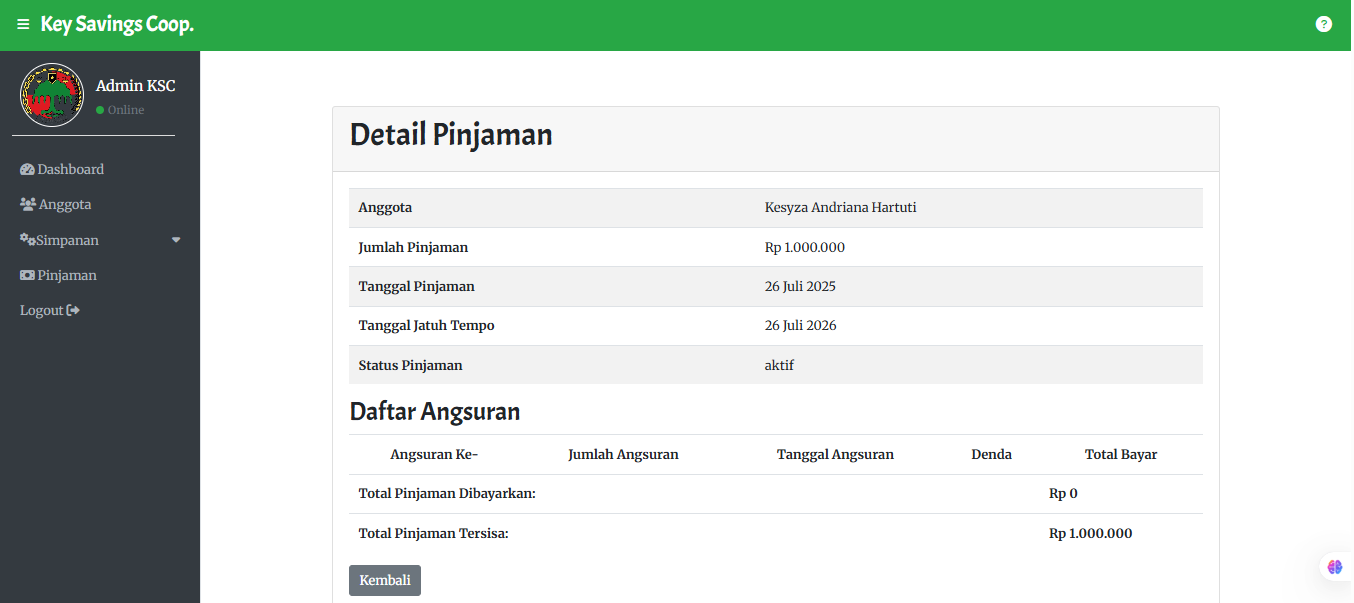 Key Savings Coop.
?
Admin KSC
Online
Dashboard
Anggota
Simpanan
Pinjaman
Logout
Detail Pinjaman
Anggota Kesyza Andriana Hartuti
Jumlah Pinjaman Rp 1.000.000
Tanggal Pinjaman 26 Juli 2025
Tanggal Jatuh Tempo 26 Juli 2026
Status Pinjaman aktif
Daftar Angsuran
Angsuran Ke- Jumlah Angsuran Tanggal Angsuran Denda Total Bayar
Total Pinjaman Dibayarkan: Rp 0
Total Pinjaman Tersisa: Rp 1.000.000
Kembali